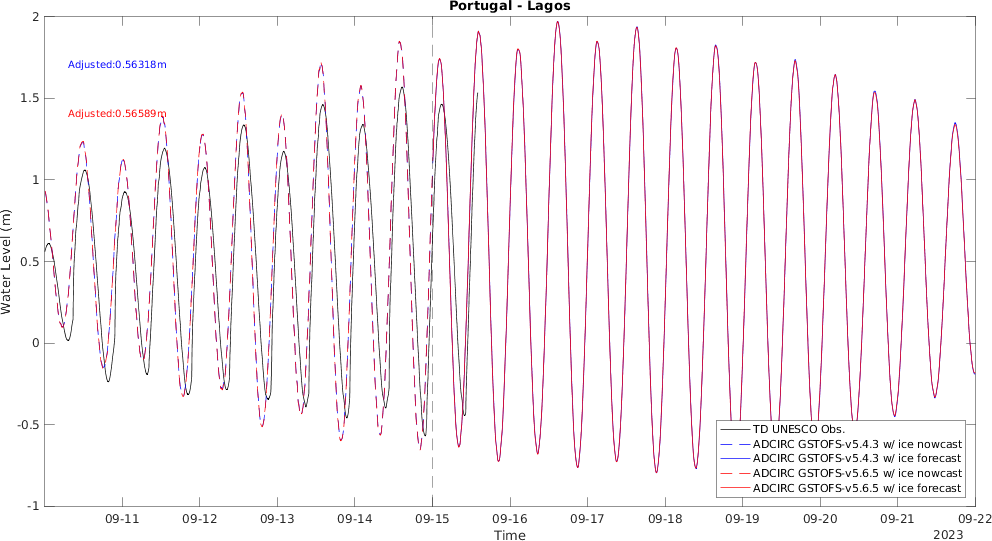 Portugal - Lagos
2
1.5
1
0.5
0
-0.5
-1
Water Level (m)
Adjusted:0.56318m
Adjusted:0.56589m
TD UNESCO Obs.
ADCIRC GSTOFS-v5.4.3 w/ ice nowcast
ADCIRC GSTOFS-v5.4.3 w/ ice forecast
ADCIRC GSTOFS-v5.6.5 w/ ice nowcast
ADCIRC GSTOFS-v5.6.5 w/ ice forecast
09-11 09-12 09-13 09-14 09-15 09-16 09-17 09-18 09-19 09-20 09-21 09-22
Time
2023